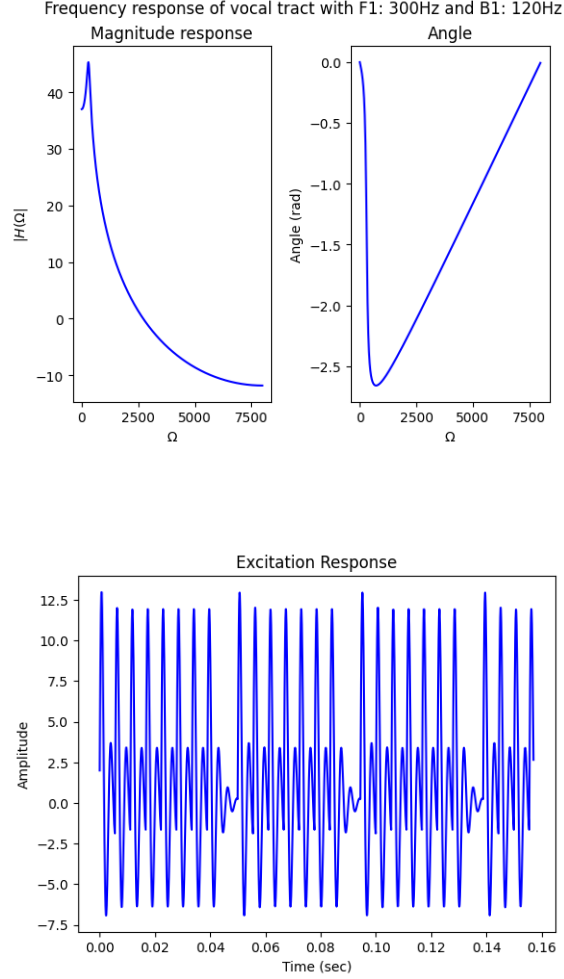 Frequency response of vocal tract with F1: 300Hz and B1: 120Hz
Magnitude response
|H(Ω|
40
30
20
10
0
−10
0 2500 5000 7500
Ω
Angle
Angle (rad)
0.0
−0.5
−1.0
−1.5
−2.0
−2.5
0 2500 5000 7500
Ω
Excitation Response
Amplitude
12.5
10.0
7.5
5.0
2.5
0.0
−2.5
−5.0
−7.5
0.00 0.02 0.04 0.06 0.08 0.10 0.12 0.14 0.16
Time (sec)